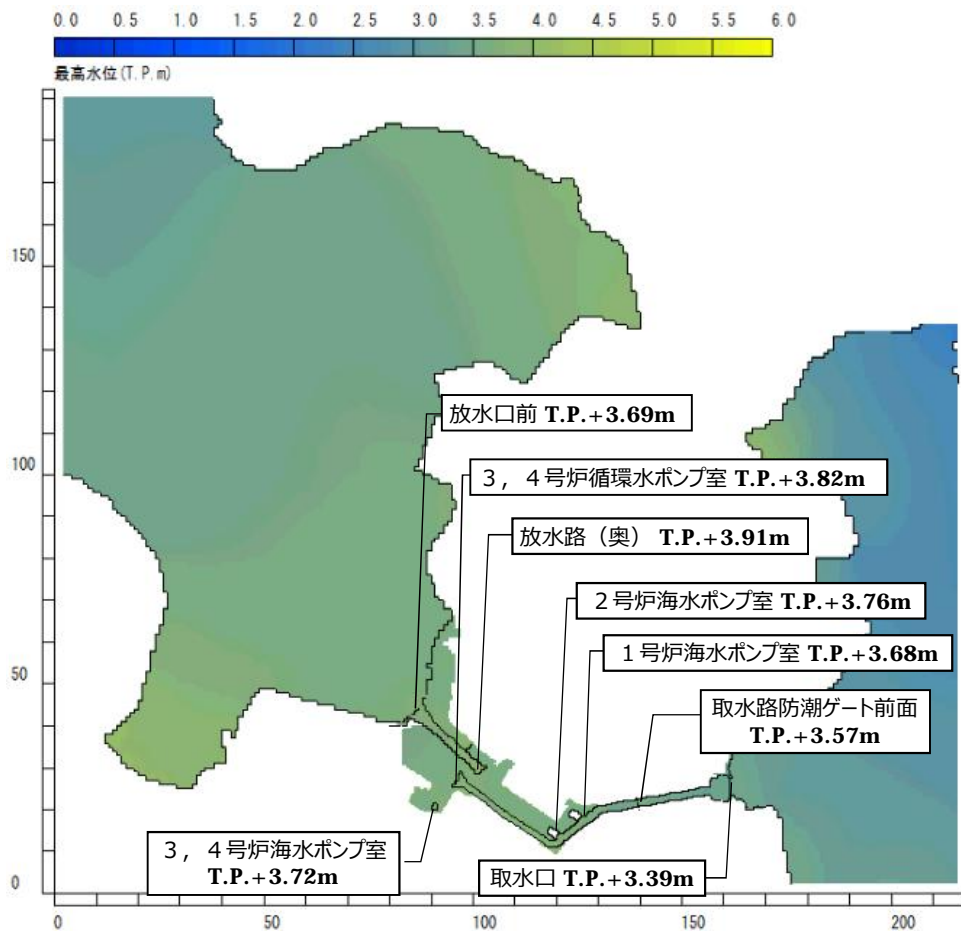 0.0 0.5 1.0 1.5 2.0 2.5 3.0 3.5 4.0 4.5 5.0 5.5 6.0
最高水位(T.P.m)
150
100
50
0
放水口前 T.P.+3.69m
3，4号炉循環水ポンプ室 T.P.+3.82m
放水路（奥） T.P.+3.91m
2号炉海水ポンプ室 T.P.+3.76m
1号炉海水ポンプ室 T.P.+3.68m
取水路防潮ゲート前面
T.P.+3.57m
3，4号炉海水ポンプ室
T.P.+3.72m
取水口 T.P.+3.39m
0 50 100 150 200